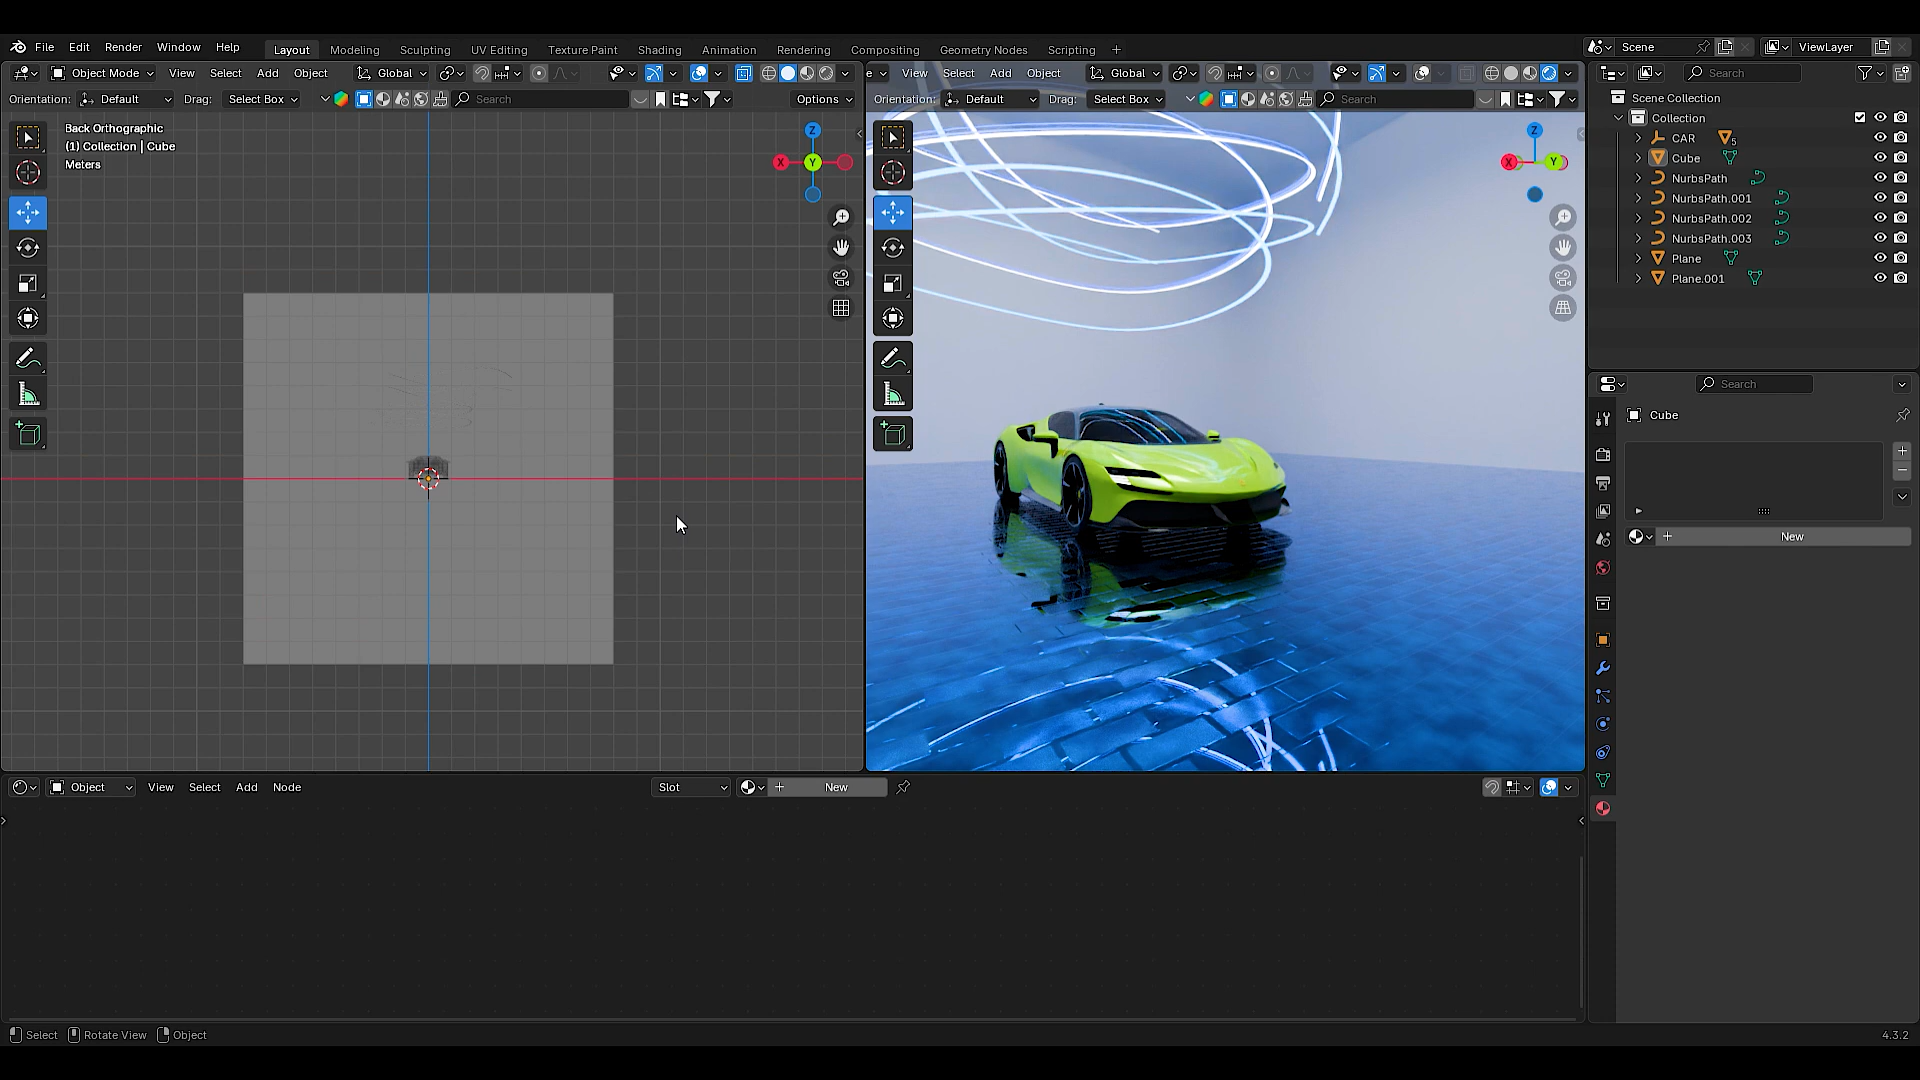 File Edit Render Window Help Layout Modeling Sculpting UV Editing Texture Paint Shading Animation Rendering Compositing Geometry Nodes Scripting + Scene ViewLayer
Object Mode View Select Add Object Global e View Select Add Object Global Search
Orientation: Default Drag: Select Box Search Options Orientation: Default Drag: Select Box Search
Scene Collection
Collection
CAR 5
Cube
NurbsPath
NurbsPath.001
NurbsPath.002
NurbsPath.003
Plane
Plane.001
Back Orthographic
(1) Collection | Cube
Meters
Z
X Y
Z
X Y
Search
Cube
+
−
+ New
Object View Select Add Node Slot + New
Select Rotate View Object 4.3.2